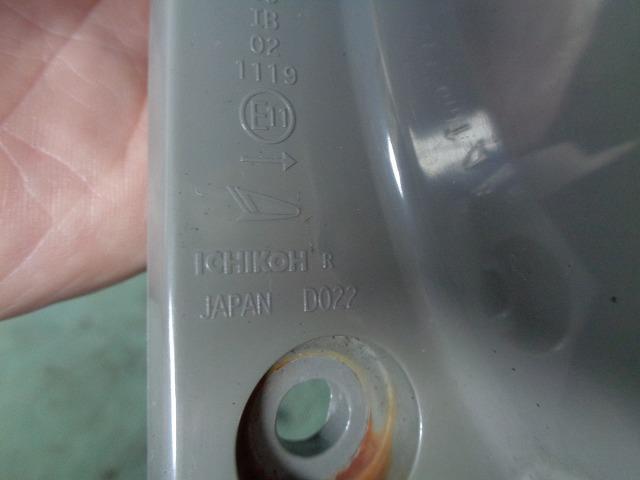 IB
02
1119
E11
ICHIKOH R
JAPAN D022